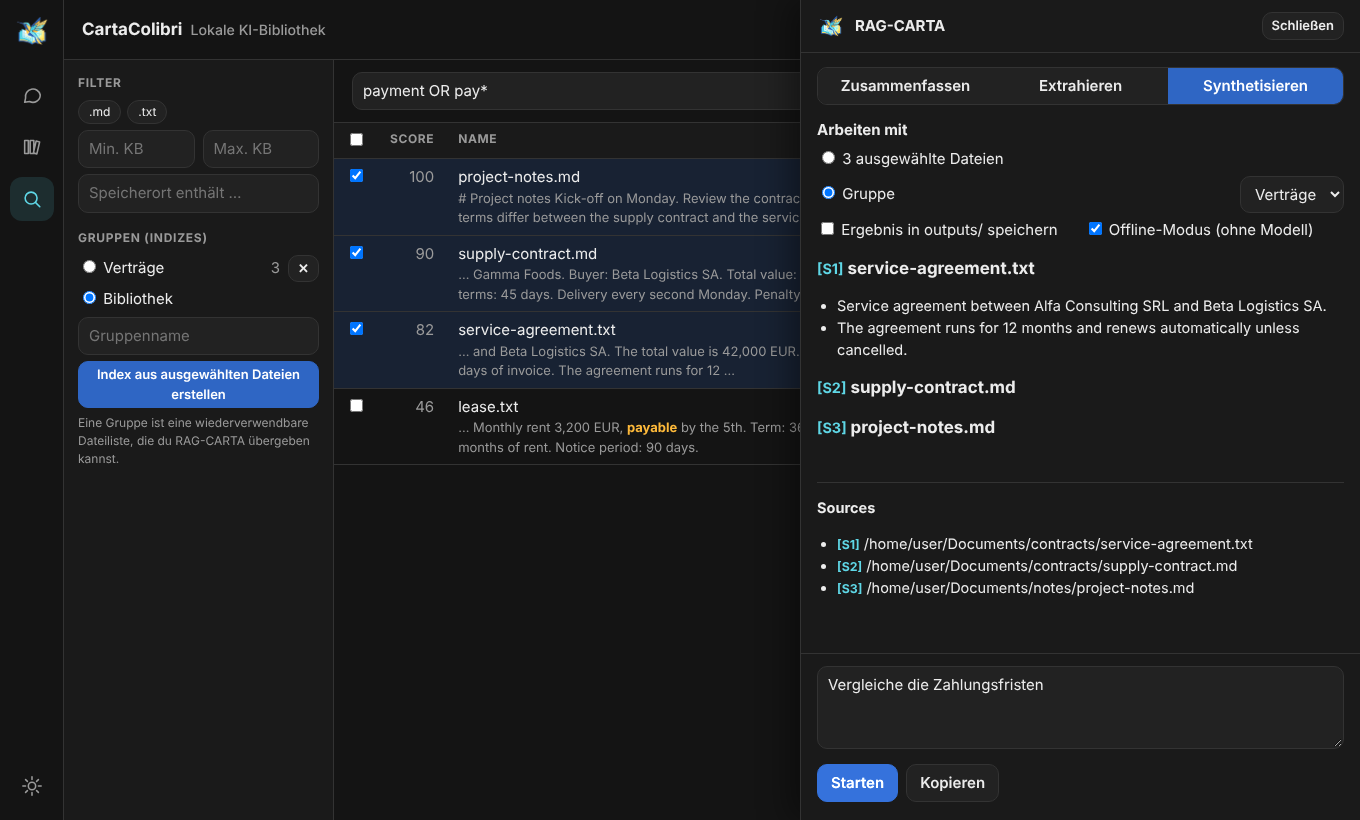 CartaColibri Lokale KI-Bibliothek
FILTER
.md .txt
Min. KB Max. KB
Speicherort enthält ...
GRUPPEN (INDIZES)
Verträge 3 ×
Bibliothek
Gruppenname
Index aus ausgewählten Dateien
erstellen
Eine Gruppe ist eine wiederverwendbare
Dateiliste, die du RAG-CARTA übergeben
kannst.
payment OR pay*
SCORE NAME
100 project-notes.md
# Project notes Kick-off on Monday. Review the contrac
terms differ between the supply contract and the servic
90 supply-contract.md
... Gamma Foods. Buyer: Beta Logistics SA. Total value:
terms: 45 days. Delivery every second Monday. Penalty
82 service-agreement.txt
... and Beta Logistics SA. The total value is 42,000 EUR.
days of invoice. The agreement runs for 12 ...
46 lease.txt
... Monthly rent 3,200 EUR, payable by the 5th. Term: 36
months of rent. Notice period: 90 days.
RAG-CARTA Schließen
Zusammenfassen Extrahieren Synthetisieren
Arbeiten mit
3 ausgewählte Dateien
Gruppe Verträge
Ergebnis in outputs/ speichern Offline-Modus (ohne Modell)
[S1] service-agreement.txt
• Service agreement between Alfa Consulting SRL and Beta Logistics SA.
• The agreement runs for 12 months and renews automatically unless
cancelled.
[S2] supply-contract.md
[S3] project-notes.md
Sources
• [S1] /home/user/Documents/contracts/service-agreement.txt
• [S2] /home/user/Documents/contracts/supply-contract.md
• [S3] /home/user/Documents/notes/project-notes.md
Vergleiche die Zahlungsfristen
Starten Kopieren